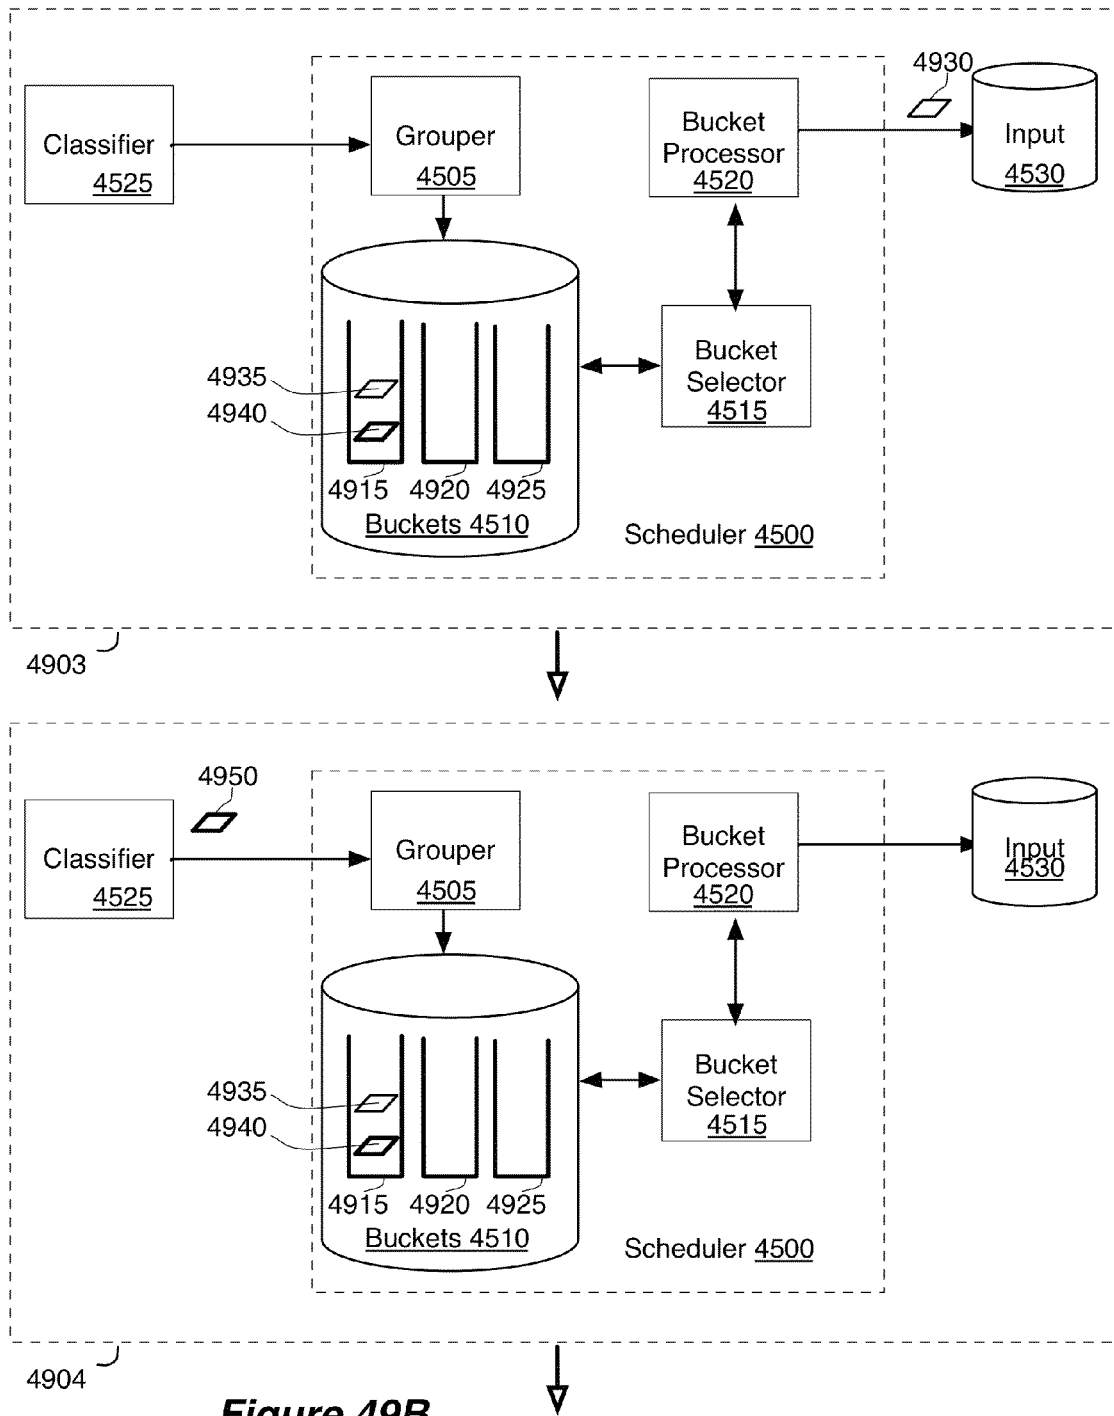 4930
Classifier
4525
Grouper
4505
Bucket
Processor
4520
Input
4530
4935
4940
Bucket
Selector
4515
4915 4920 4925
Buckets 4510
Scheduler 4500
4903
4950
Classifier
4525
Grouper
4505
Bucket
Processor
4520
Input
4530
4935
4940
Bucket
Selector
4515
4915 4920 4925
Buckets 4510
Scheduler 4500
4904
Figure 49B